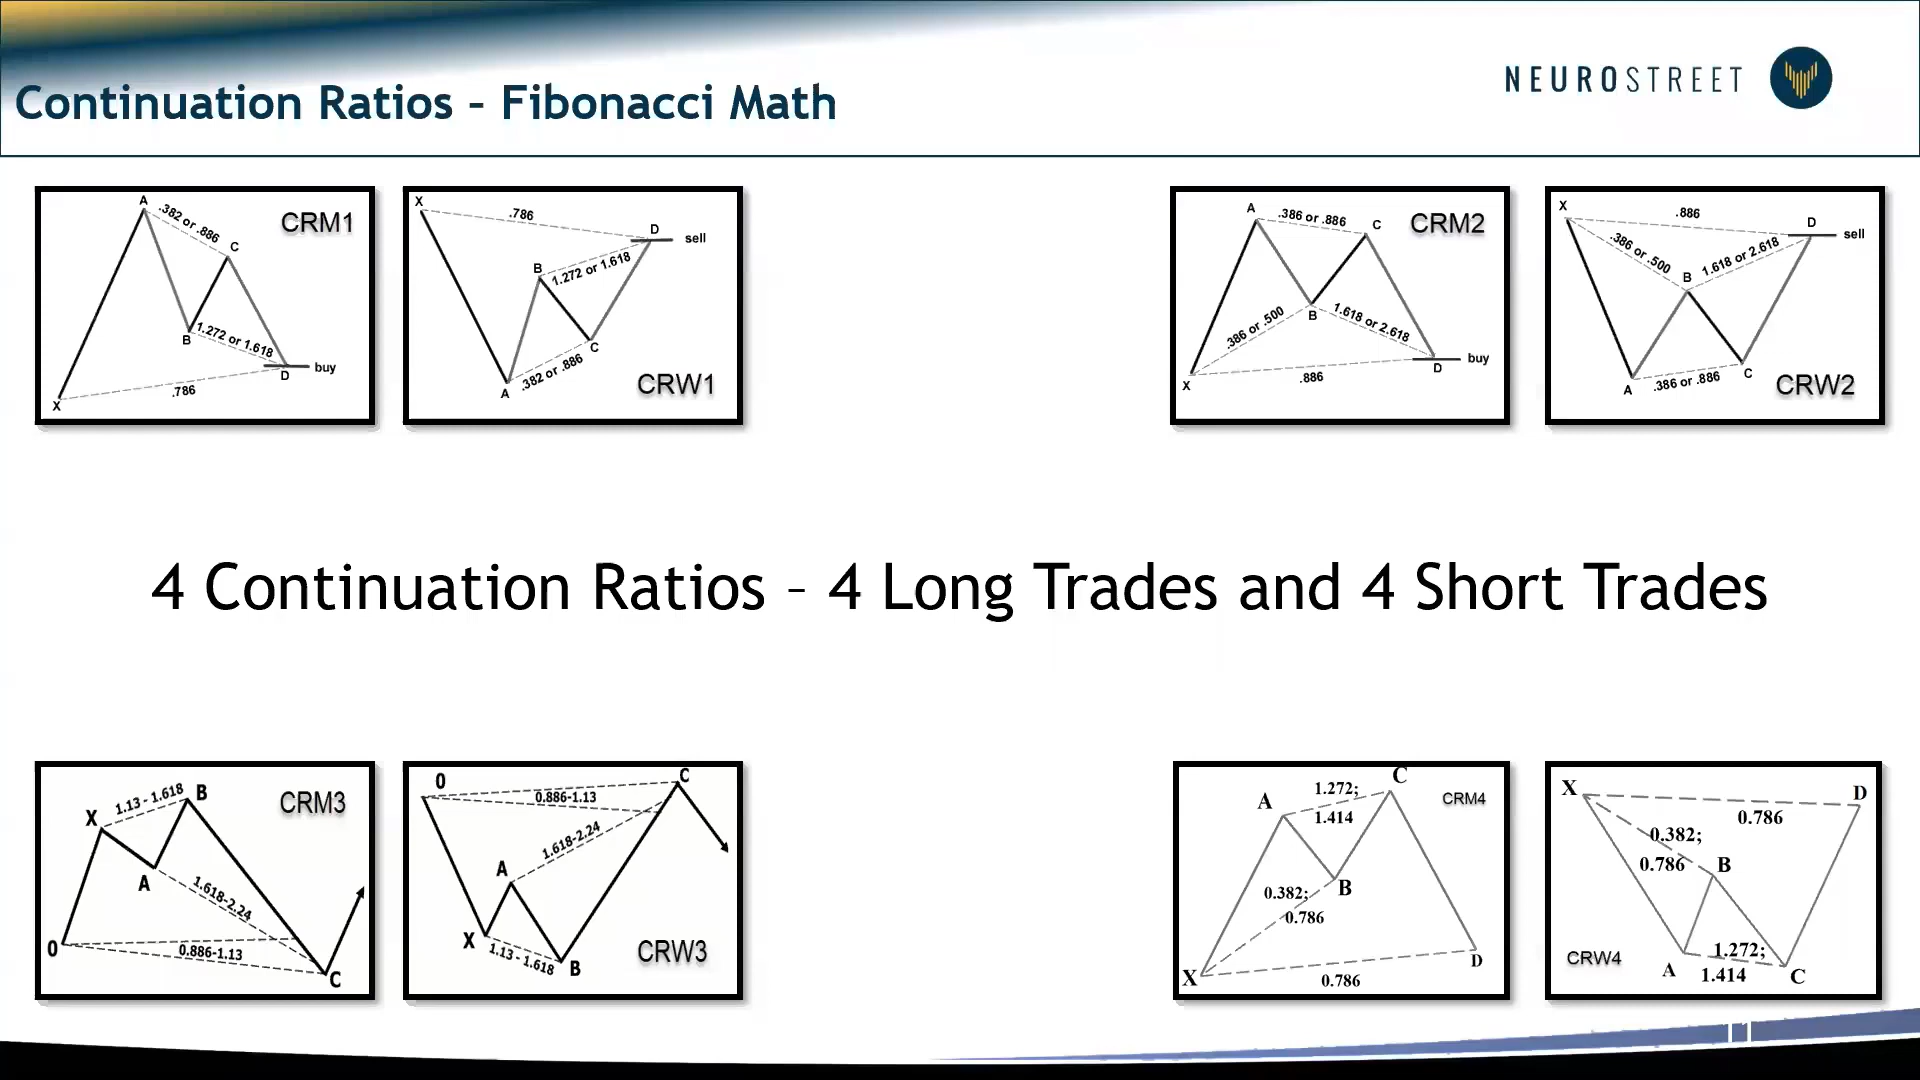 Continuation Ratios – Fibonacci Math
NEUROSTREET
A
.382 or .886
CRM1
C
B
1.272 or 1.618
D
buy
.786
X
X
.786
D
sell
B
1.272 or 1.618
C
A
.382 or .886
CRW1
A
.386 or .886
C
CRM2
.386 or .500
B
1.618 or 2.618
buy
D
X
.886
X
.886
D
sell
.386 or .500
B
1.618 or 2.618
A
.386 or .886
C
CRW2
4 Continuation Ratios – 4 Long Trades and 4 Short Trades
X
1.13 - 1.618
B
CRM3
A
1.618-2.24
0
0.886-1.13
C
0
C
0.886-1.13
1.618-2.24
A
X
1.13 - 1.618
B
CRW3
C
1.272;
A
1.414
CRM4
0.382;
B
0.786
D
X
0.786
X
D
0.786
0.382;
0.786
B
CRW4
1.272;
A
1.414
C
11